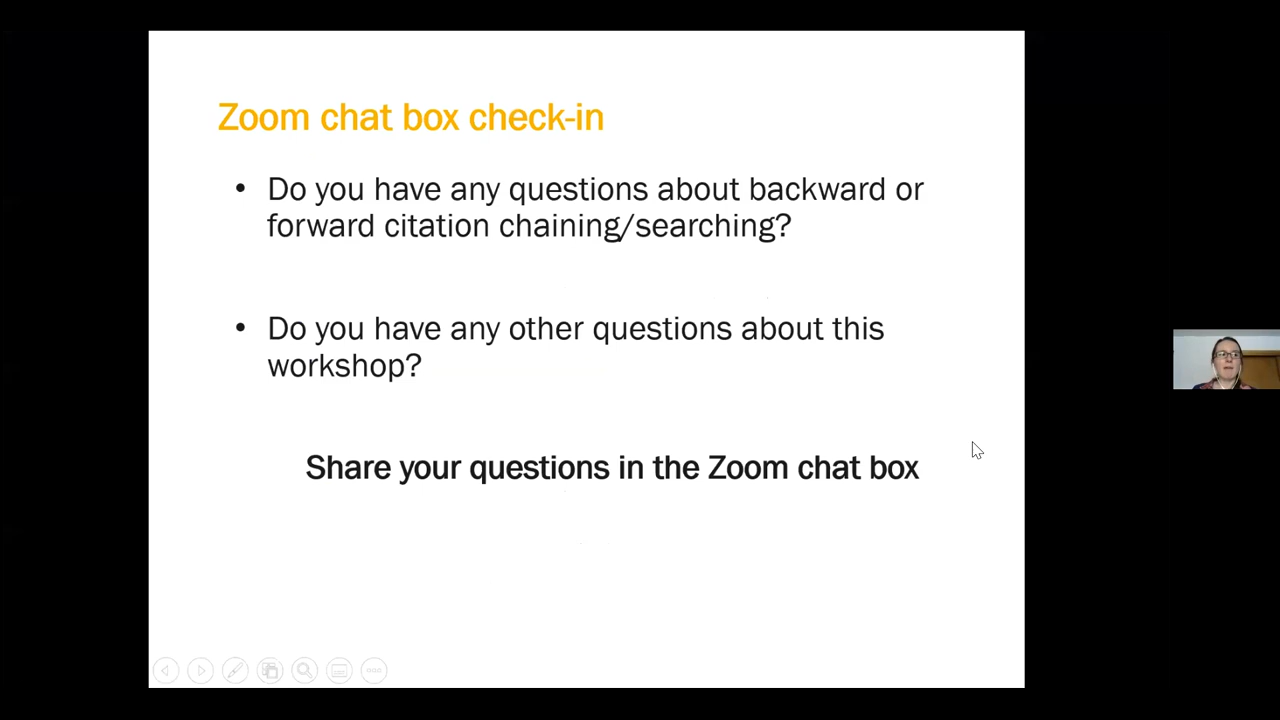 Zoom chat box check-in
• Do you have any questions about backward or
forward citation chaining/searching?
• Do you have any other questions about this
workshop?
Share your questions in the Zoom chat box